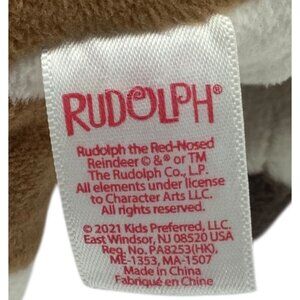 RUDOLPH®
Rudolph the Red-Nosed
Reindeer © & ® or TM
The Rudolph Co., L.P.
All elements under license
to Character Arts LLC.
All rights reserved.
© 2021 Kids Preferred, LLC.
East Windsor, NJ 08520 USA
Reg. No. PA8253(HK),
ME-1353, MA-1507
Made in China
Fabriqué en Chine